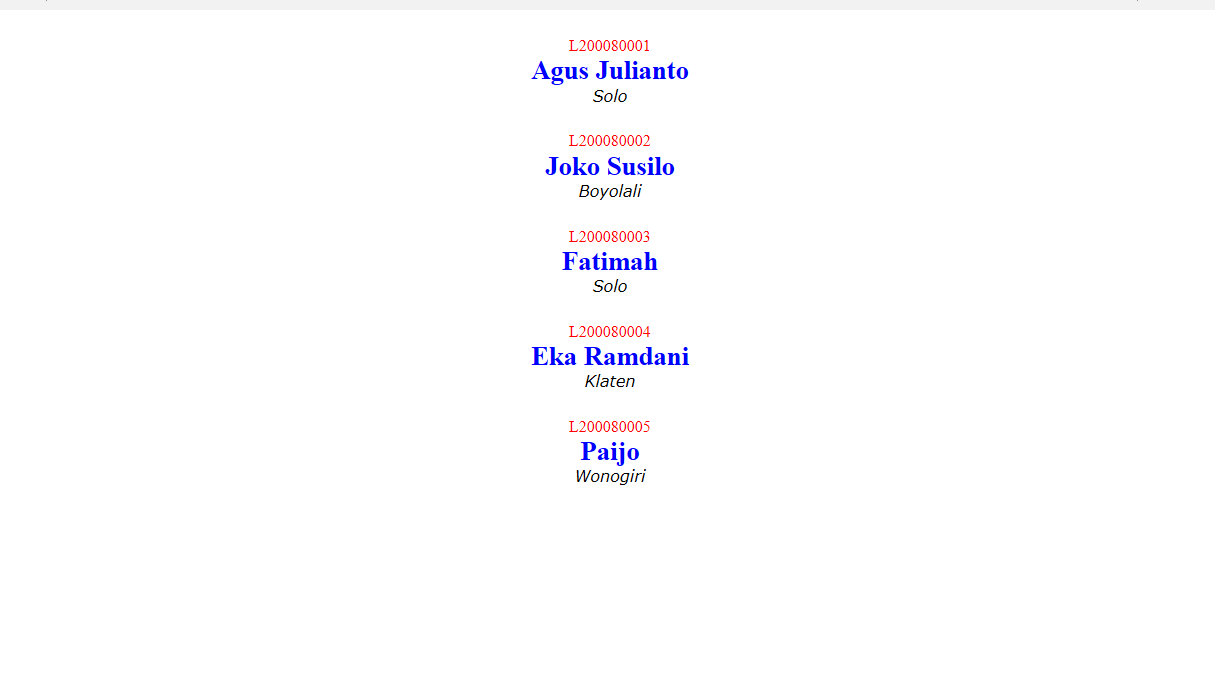 L200080001
Agus Julianto
Solo
L200080002
Joko Susilo
Boyolali
L200080003
Fatimah
Solo
L200080004
Eka Ramdani
Klaten
L200080005
Paijo
Wonogiri